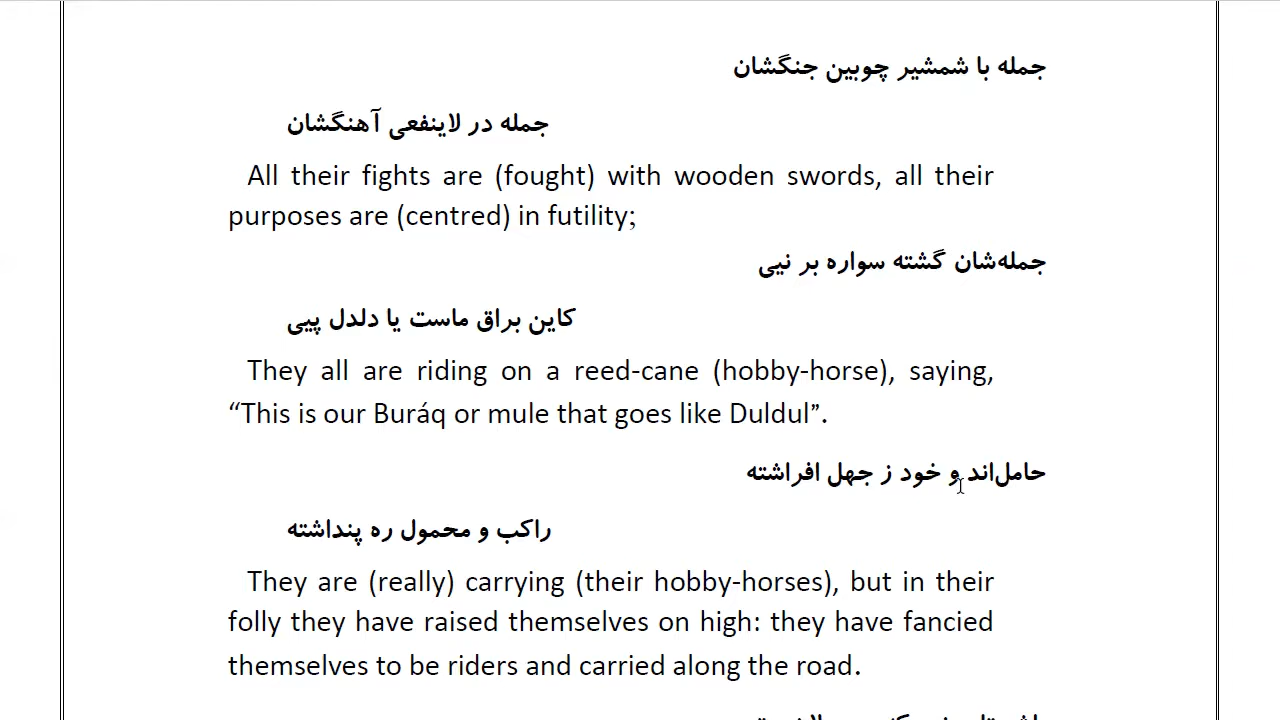 جمله با شمشیر چوبین جنگشان
جمله در لاینفعی آهنگشان
All their fights are (fought) with wooden swords, all their
purposes are (centred) in futility;
جمله‌شان گشته سواره بر نیی
کاین براق ماست یا دلدل پیی
They all are riding on a reed-cane (hobby-horse), saying,
“This is our Buráq or mule that goes like Duldul”.
حامل‌اند و خود ز جهل افراشته
راکب و محمول ره پنداشته
They are (really) carrying (their hobby-horses), but in their
folly they have raised themselves on high: they have fancied
themselves to be riders and carried along the road.